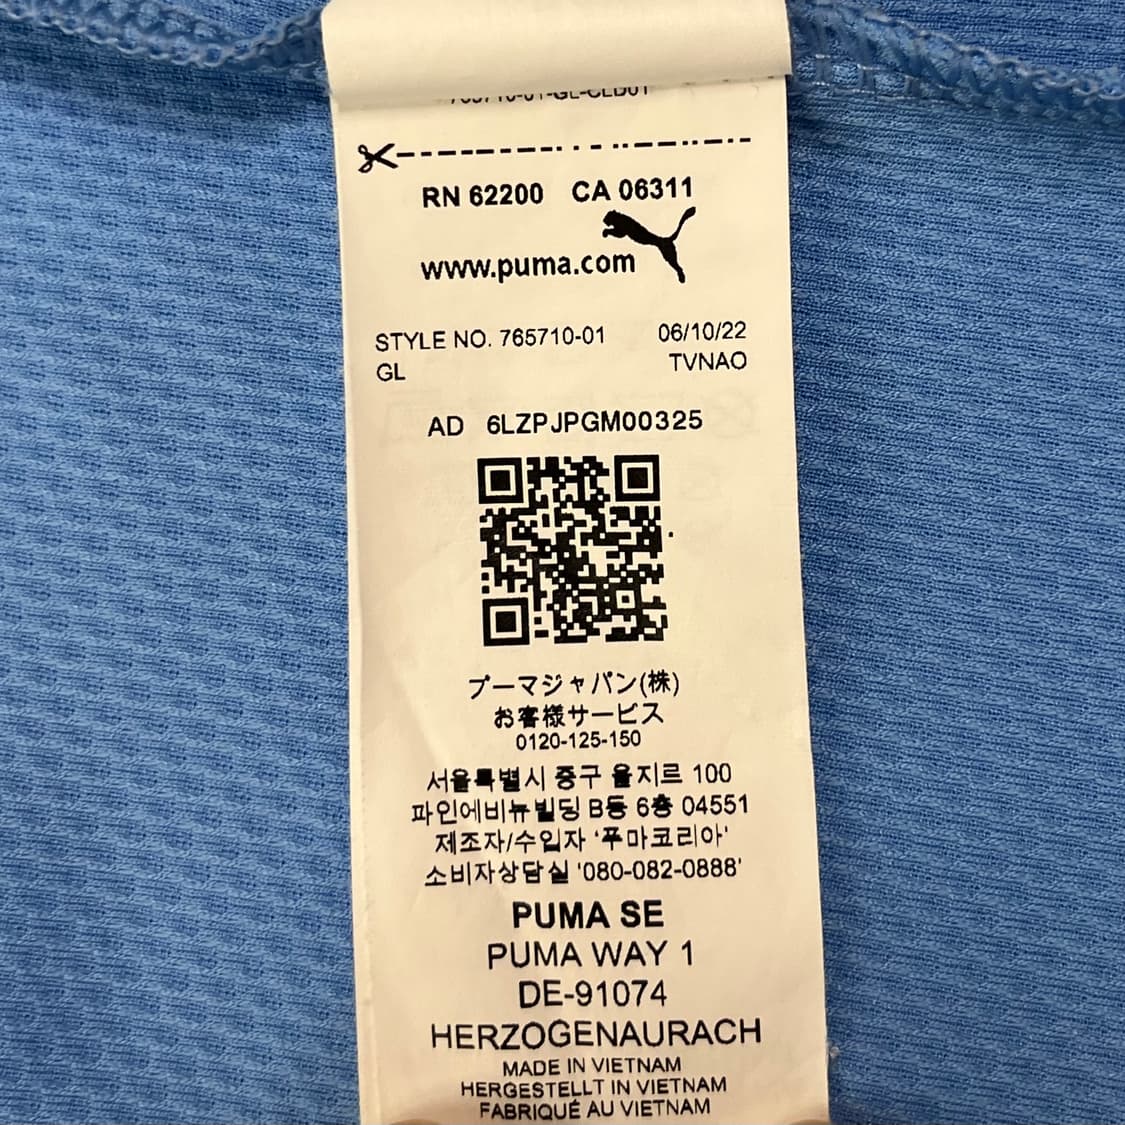 RN 62200 CA 06311
www.puma.com
STYLE NO. 765710-01 06/10/22
GL TVNAO
AD 6LZPJPGM00325
プーマジャパン(株)
お客様サービス
0120-125-150
서울특별시 중구 을지르 100
파인에비뉴빌딩 B동 6층 04551
제조자/수입자 '푸마코리아'
소비자상담실 '080-082-0888'
PUMA SE
PUMA WAY 1
DE-91074
HERZOGENAURACH
MADE IN VIETNAM
HERGESTELLT IN VIETNAM
FABRIQUÉ AU VIETNAM